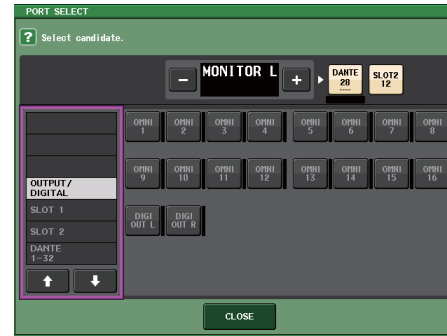 PORT SELECT
? Select candidate.
− MONITOR L +
DANTE 28 ----
SLOT2 12
OMNI 1 OMNI 2 OMNI 3 OMNI 4 OMNI 5 OMNI 6 OMNI 7 OMNI 8
OMNI 9 OMNI 10 OMNI 11 OMNI 12 OMNI 13 OMNI 14 OMNI 15 OMNI 16
DIGI OUT L DIGI OUT R
OUTPUT/
DIGITAL
SLOT 1
SLOT 2
DANTE
1-32
CLOSE